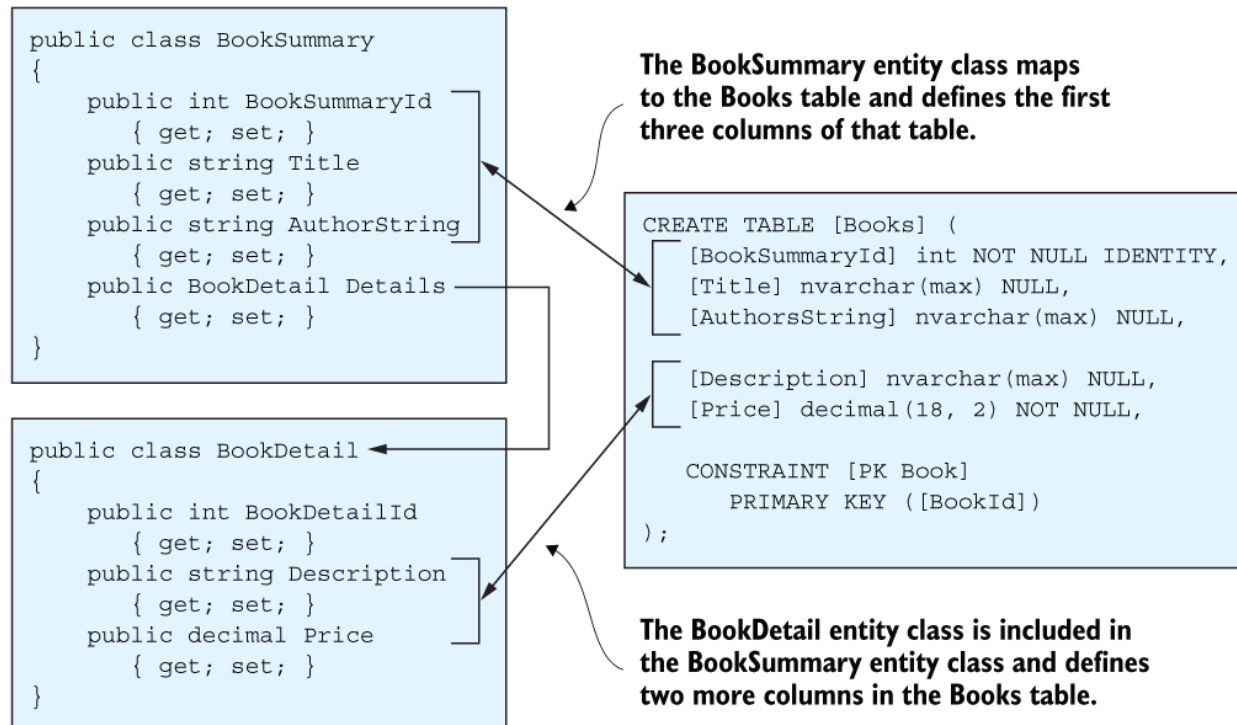 public class BookSummary
{
public int BookSummaryId
{ get; set; }
public string Title
{ get; set; }
public string AuthorString
{ get; set; }
public BookDetail Details
{ get; set; }
}
public class BookDetail
{
public int BookDetailId
{ get; set; }
public string Description
{ get; set; }
public decimal Price
{ get; set; }
}
The BookSummary entity class maps
to the Books table and defines the first
three columns of that table.
CREATE TABLE [Books] (
[BookSummaryId] int NOT NULL IDENTITY,
[Title] nvarchar(max) NULL,
[AuthorsString] nvarchar(max) NULL,
[Description] nvarchar(max) NULL,
[Price] decimal(18, 2) NOT NULL,
CONSTRAINT [PK Book]
PRIMARY KEY ([BookId])
);
The BookDetail entity class is included in
the BookSummary entity class and defines
two more columns in the Books table.